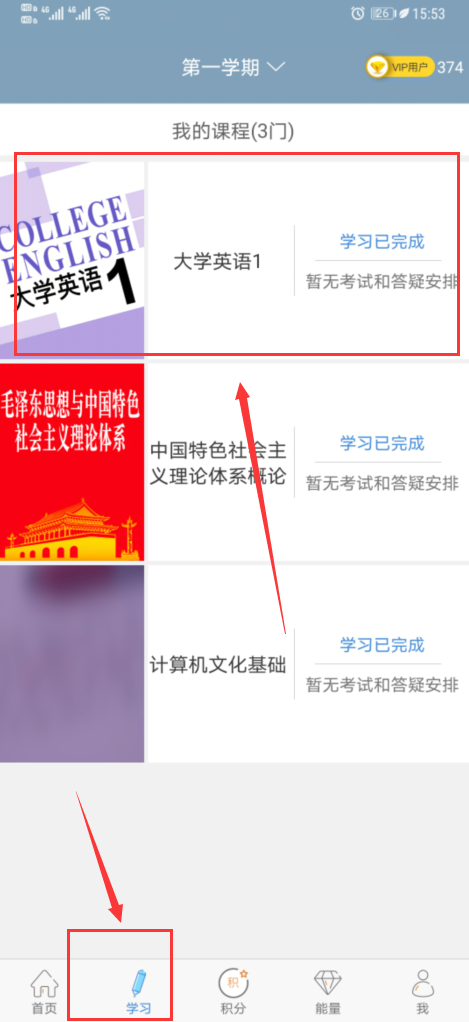 26 15:53
第一学期
VIP用户 374
我的课程(3门)
COLLEGE
ENGLISH
大学英语1
大学英语1
学习已完成
暂无考试和答疑安排
毛泽东思想与中国特色
社会主义理论体系
中国特色社会主
义理论体系概论
学习已完成
暂无考试和答疑安排
计算机文化基础
学习已完成
暂无考试和答疑安排
积
首页
学习
积分
能量
我